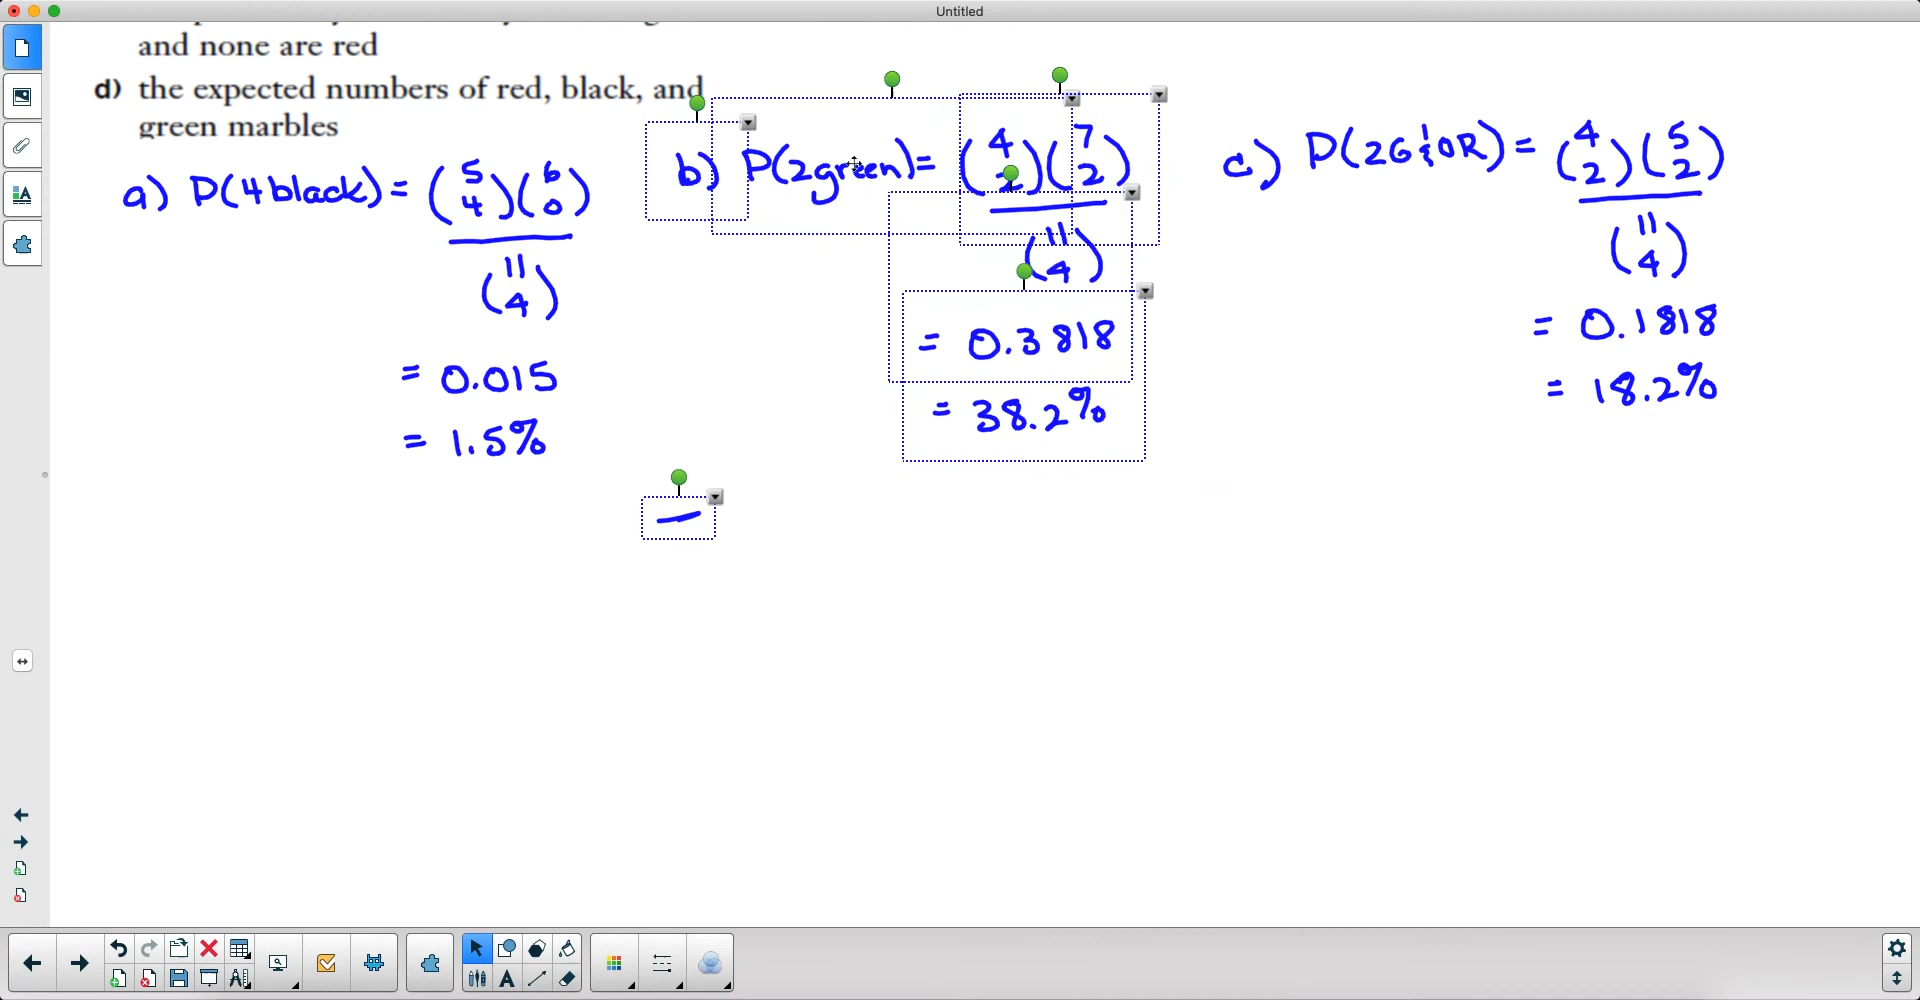 Untitled
and none are red
d) the expected numbers of red, black, and
green marbles
a) P(4 black) = (5 4)(6 0)
(11 4)
= 0.015
= 1.5%
b) P(2green) = (4 2)(7 2)
(11 4)
= 0.3818
= 38.2%
c) P(2G & 0R) = (4 2)(5 2)
(11 4)
= 0.1818
= 18.2%